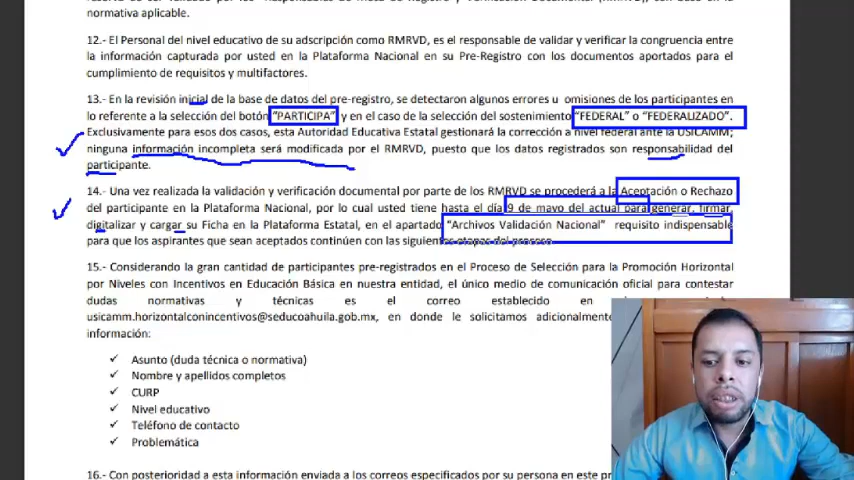 12.- El Personal del nivel educativo de su adscripción como RMRVD, es el responsable de validar y verificar la congruencia entre
la información capturada por usted en la Plataforma Nacional en su Pre-Registro con los documentos aportados para el
cumplimiento de requisitos y multifactores.
13.- En la revisión inicial de la base de datos del pre-registro, se detectaron algunos errores u omisiones de los participantes en
lo referente a la selección del botón "PARTICIPA" y en el caso de la selección del sostenimiento "FEDERAL" o "FEDERALIZADO".
Exclusivamente para esos dos casos, esta Autoridad Educativa Estatal gestionará la corrección a nivel federal ante la USICAMM;
ninguna información incompleta será modificada por el RMRVD, puesto que los datos registrados son responsabilidad del
participante.
14.- Una vez realizada la validación y verificación documental por parte de los RMRVD se procederá a la Aceptación o Rechazo
del participante en la Plataforma Nacional, por lo cual usted tiene hasta el día 9 de mayo del actual para generar, firmar,
digitalizar y cargar su Ficha en la Plataforma Estatal, en el apartado "Archivos Validación Nacional" requisito indispensable
para que los aspirantes que sean aceptados continúen con las siguientes etapas del proceso.
15.- Considerando la gran cantidad de participantes pre-registrados en el Proceso de Selección para la Promoción Horizontal
por Niveles con Incentivos en Educación Básica en nuestra entidad, el único medio de comunicación oficial para contestar
dudas normativas y técnicas es el correo establecido en
usicamm.horizontalconincentivos@seducoahuila.gob.mx, en donde le solicitamos adicionalmente
información:
✓ Asunto (duda técnica o normativa)
✓ Nombre y apellidos completos
✓ CURP
✓ Nivel educativo
✓ Teléfono de contacto
✓ Problemática
16.- Con posterioridad a esta información enviada a los correos especificados por su persona en este